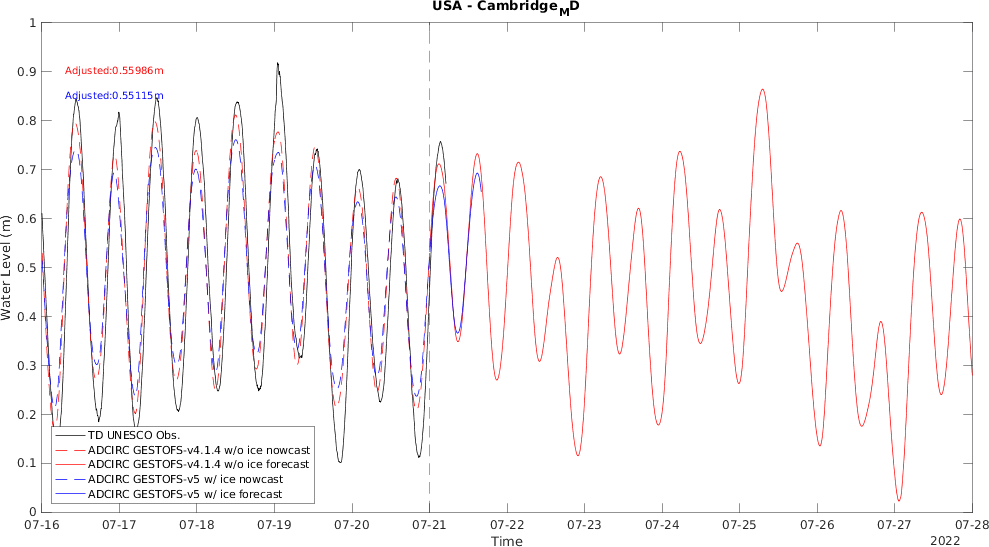 USA - CambridgeMD
1
0.9
0.8
0.7
0.6
0.5
0.4
0.3
0.2
0.1
0
Water Level (m)
Adjusted:0.55986m
Adjusted:0.55115m
TD UNESCO Obs.
ADCIRC GESTOFS-v4.1.4 w/o ice nowcast
ADCIRC GESTOFS-v4.1.4 w/o ice forecast
ADCIRC GESTOFS-v5 w/ ice nowcast
ADCIRC GESTOFS-v5 w/ ice forecast
07-16 07-17 07-18 07-19 07-20 07-21 07-22 07-23 07-24 07-25 07-26 07-27 07-28
Time
2022